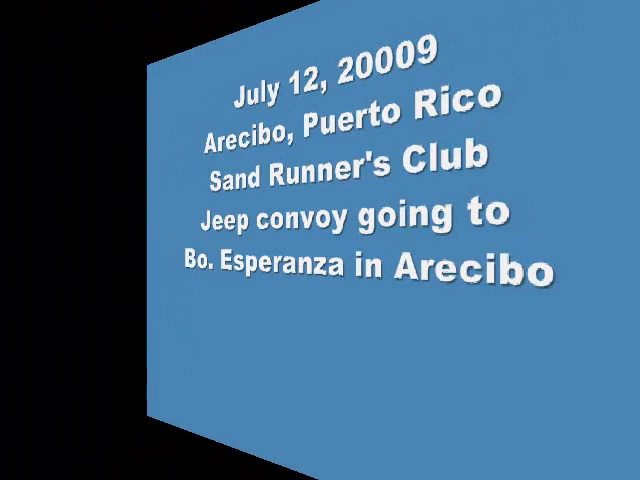 July 12, 20009
Arecibo, Puerto Rico
Sand Runner's Club
Jeep convoy going to
Bo. Esperanza in Arecibo